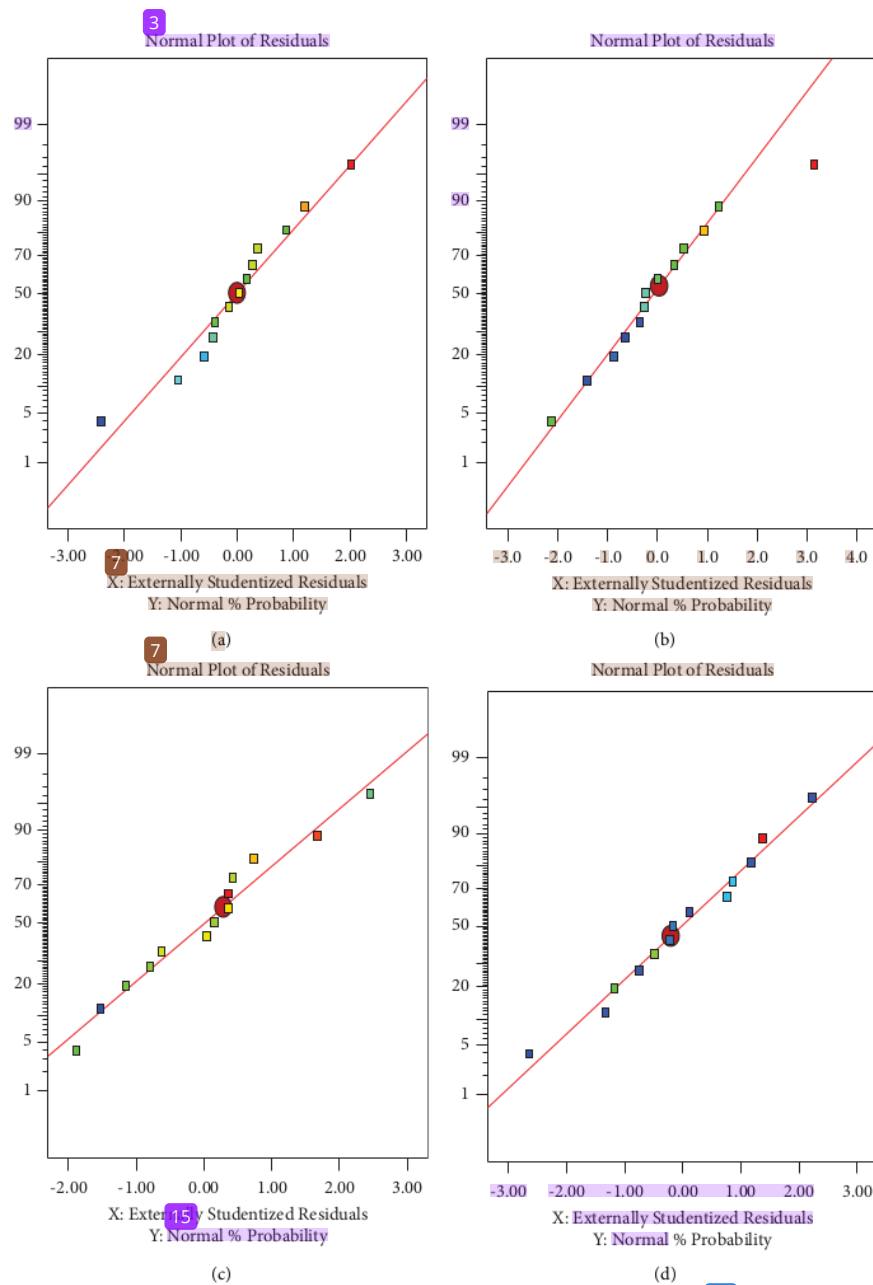 3
Normal Plot of Residuals
99
90
70
50
20
5
1
-3.00 -1.00 0.00 1.00 2.00 3.00
7
X: Externally Studentized Residuals
Y: Normal % Probability
(a)
Normal Plot of Residuals
99
90
70
50
20
5
1
-3.0 -2.0 1.0 0.0 1.0 2.0 3.0 4.0
X: Externally Studentized Residuals
Y: Normal % Probability
(b)
7
Normal Plot of Residuals
99
90
70
50
20
5
1
-2.00 -1.00 0.00 1.00 2.00 3.00
15
X: Externally Studentized Residuals
Y: Normal % Probability
(c)
Normal Plot of Residuals
99
90
70
50
20
5
1
-3.00 -2.00 -1.00 0.00 1.00 2.00 3.00
X: Externally Studentized Residuals
Y: Normal % Probability
(d)